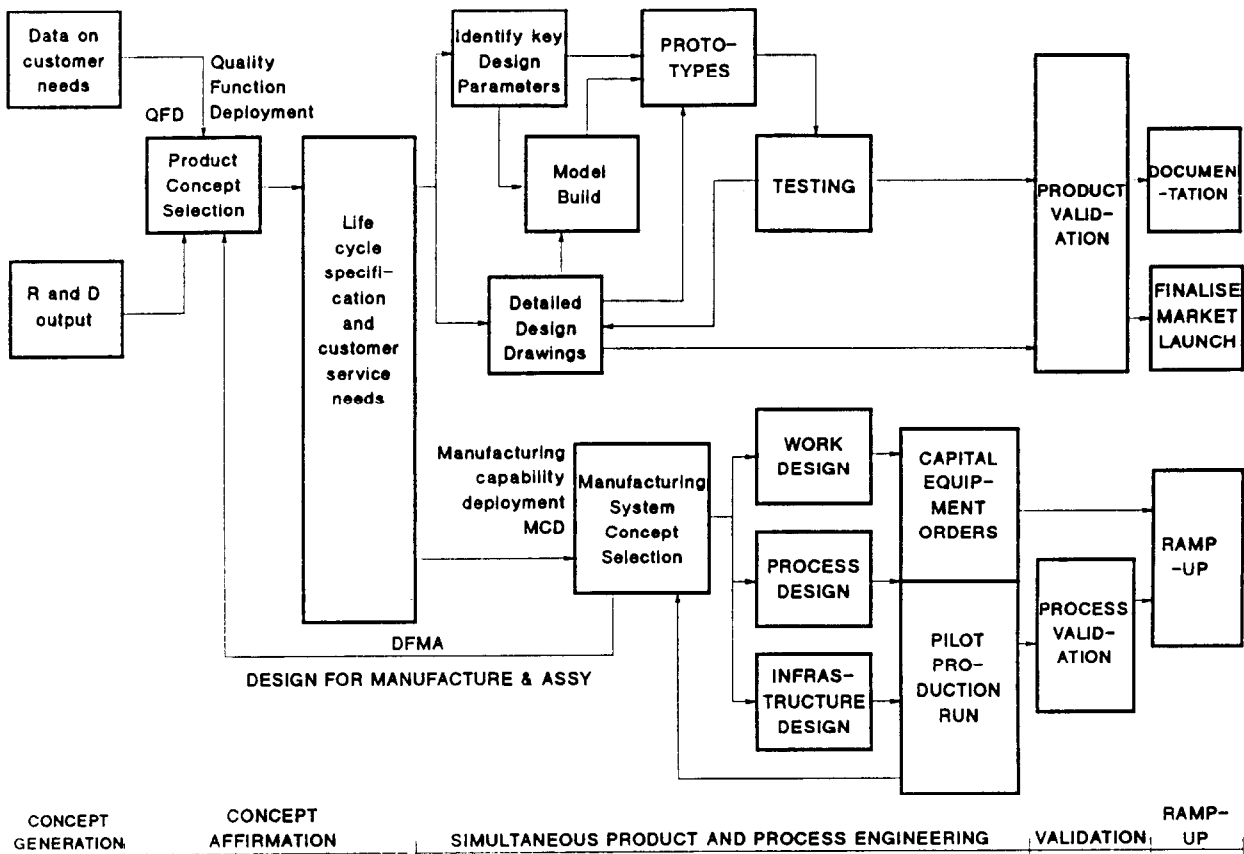 Data on
customer
needs
Quality
Function
Deployment
QFD
Product
Concept
Selection
R and D
output
Life
cycle
specifi-
cation
and
customer
service
needs
Identify key
Design
Parameters
PROTO-
TYPES
Model
Build
TESTING
Detailed
Design
Drawings
PRODUCT
VALID-
ATION
DOCUMEN
-TATION
FINALISE
MARKET
LAUNCH
Manufacturing
capability
deployment
MCD
Manufacturing
System
Concept
Selection
WORK
DESIGN
PROCESS
DESIGN
INFRAS-
TRUCTURE
DESIGN
CAPITAL
EQUIP-
MENT
ORDERS
PILOT
PRO-
DUCTION
RUN
PROCESS
VALID-
ATION
RAMP
-UP
DFMA
DESIGN FOR MANUFACTURE & ASSY
CONCEPT
GENERATION
CONCEPT
AFFIRMATION
SIMULTANEOUS PRODUCT AND PROCESS ENGINEERING
VALIDATION
RAMP-
UP